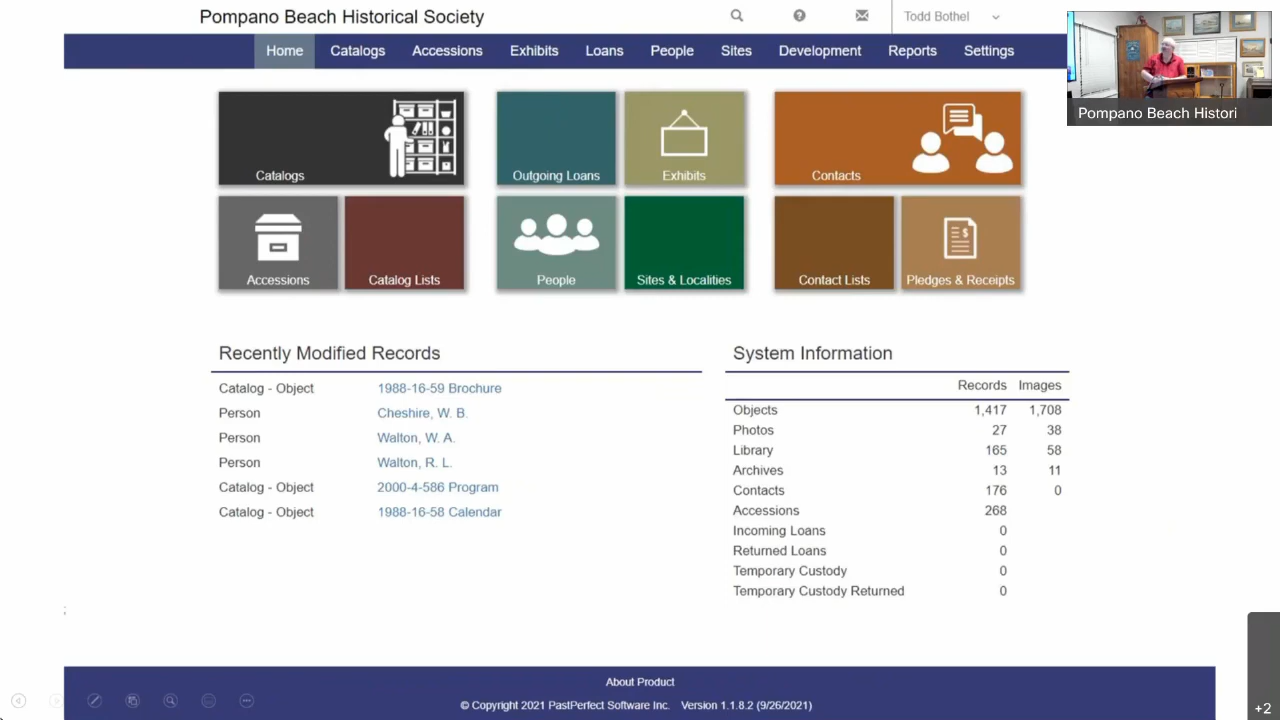 Pompano Beach Historical Society
Todd Bothel
Pompano Beach Histori
Home Catalogs Accessions Exhibits Loans People Sites Development Reports Settings
Catalogs
Outgoing Loans
Exhibits
Contacts
Accessions
Catalog Lists
People
Sites & Localities
Contact Lists
Pledges & Receipts
Recently Modified Records
Catalog - Object 1988-16-59 Brochure
Person Cheshire, W. B.
Person Walton, W. A.
Person Walton, R. L.
Catalog - Object 2000-4-586 Program
Catalog - Object 1988-16-58 Calendar
System Information
Records Images
Objects 1,417 1,708
Photos 27 38
Library 165 58
Archives 13 11
Contacts 176 0
Accessions 268
Incoming Loans 0
Returned Loans 0
Temporary Custody 0
Temporary Custody Returned 0
;
About Product
© Copyright 2021 PastPerfect Software Inc. Version 1.1.8.2 (9/26/2021)
+2